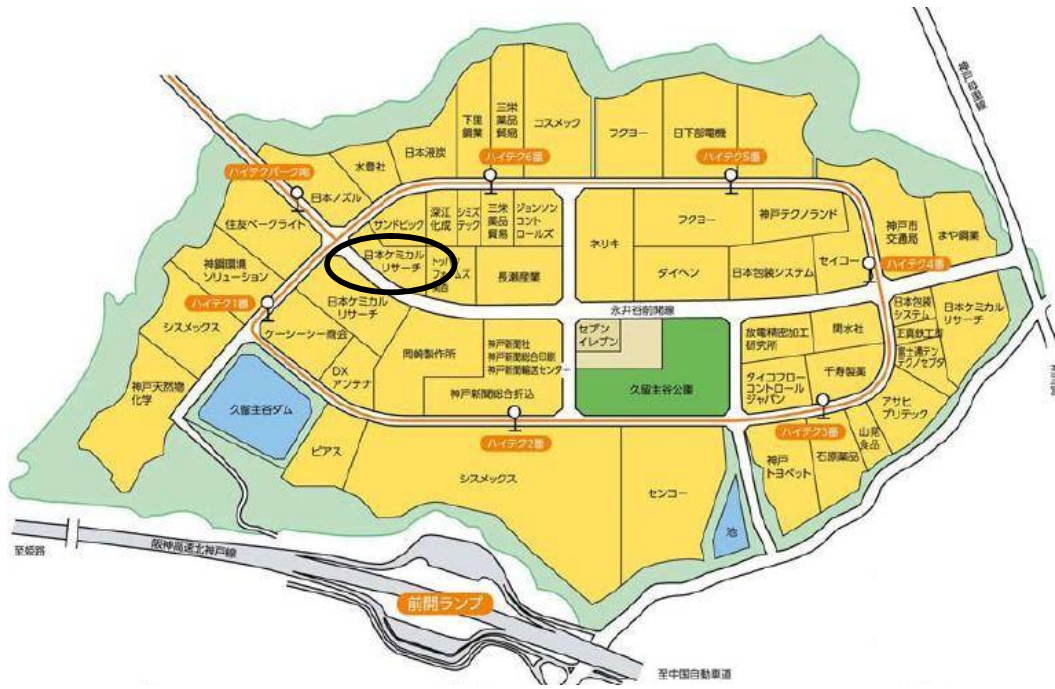 神戸市営地下鉄
下里
鋼業
三栄
薬品
貿易
コスメック
フクヨー
日下部電機
日本液炭
水登社
ハイテク6番
ハイテク5番
ハイテクパーク南
日本ノズル
住友ベークライト
サンドビック
深江
化成
シミズ
テック
三栄
薬品
貿易
ジョンソン
コント
ロールズ
ネリキ
フクヨー
神戸テクノランド
神戸市
交通局
まや鋼業
神鋼環境
ソリューション
日本ケミカル
リサーチ
フォームズ
長瀬産業
ダイヘン
日本包装システム
セイコー
ハイテク4番
ハイテク1番
日本ケミカル
リサーチ
シスメックス
ケーシーシー商会
永井谷前開線
日本包装
システム
日本ケミカル
リサーチ
セブン
イレブン
放電精密加工
研究所
関水社
正真鉄工所
富士通テン
テクノセプタ
岡崎製作所
神戸新聞社
神戸新聞総合印刷
神戸新聞輸送センター
DX
アンテナ
神戸天然物
化学
久留主谷ダム
神戸新聞総合折込
久留主谷公園
タイコフロー
コントロール
ジャパン
千寿製薬
アサヒ
プリテック
ハイテク2番
ハイテク3番
ピアス
シスメックス
センコー
神戸
トヨペット
石原薬品
山晃
食品
池
至姫路
阪神高速北神戸線
前開ランプ
至中国自動車道